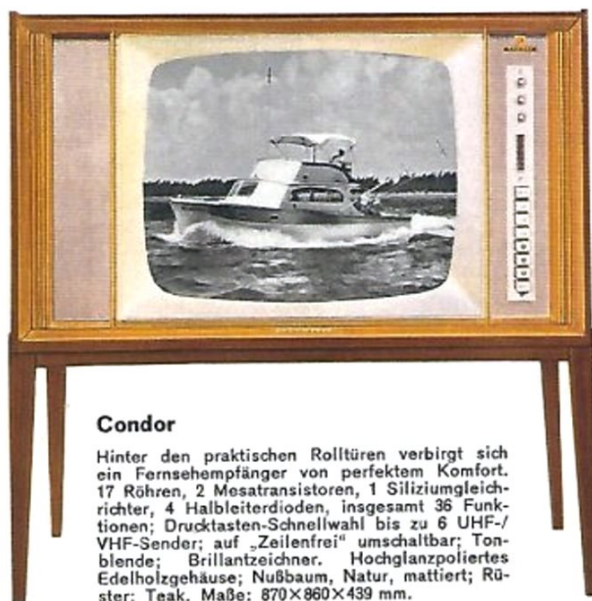 Condor
Hinter den praktischen Rolltüren verbirgt sich
ein Fernsehempfänger von perfektem Komfort.
17 Röhren, 2 Mesatransistoren, 1 Siliziumgleich-
richter, 4 Halbleiterdioden, insgesamt 36 Funk-
tionen; Drucktasten-Schnellwahl bis zu 6 UHF-/
VHF-Sender; auf „Zeilenfrei“ umschaltbar; Ton-
blende; Brillantzeichner. Hochglanzpoliertes
Edelholzgehäuse; Nußbaum, Natur, mattiert; Rü-
ster; Teak. Maße: 870×860×439 mm.